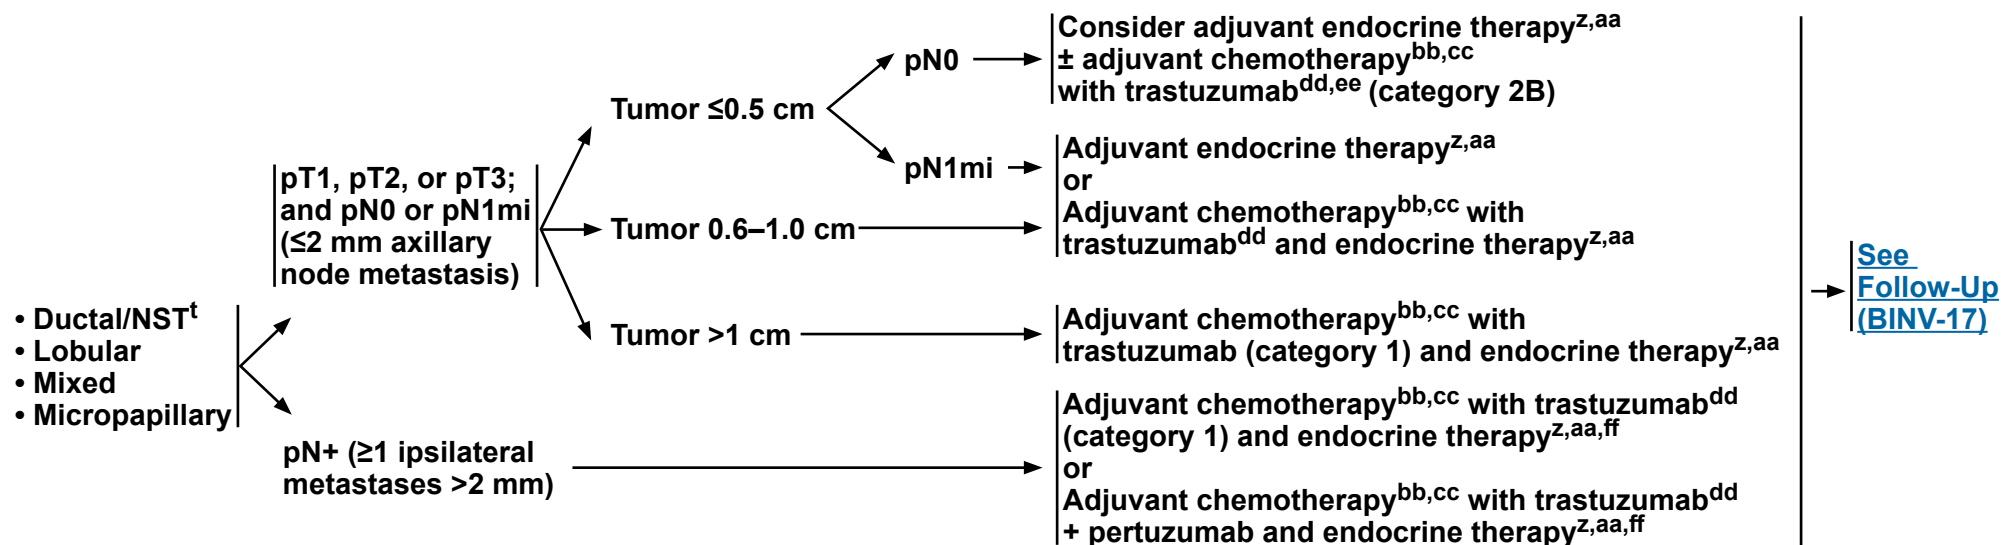 • Ductal/NSTt
• Lobular
• Mixed
• Micropapillary
pT1, pT2, or pT3;
and pN0 or pN1mi
(≤2 mm axillary
node metastasis)
pN+ (≥1 ipsilateral
metastases >2 mm)
Tumor ≤0.5 cm
Tumor 0.6–1.0 cm
Tumor >1 cm
pN0
pN1mi
Consider adjuvant endocrine therapyz,aa
± adjuvant chemotherapybb,cc
with trastuzumabdd,ee (category 2B)
Adjuvant endocrine therapyz,aa
or
Adjuvant chemotherapybb,cc with
trastuzumabdd and endocrine therapyz,aa
Adjuvant chemotherapybb,cc with
trastuzumab (category 1) and endocrine therapyz,aa
Adjuvant chemotherapybb,cc with trastuzumabdd
(category 1) and endocrine therapyz,aa,ff
or
Adjuvant chemotherapybb,cc with trastuzumabdd
+ pertuzumab and endocrine therapyz,aa,ff
See
Follow-Up
(BINV-17)